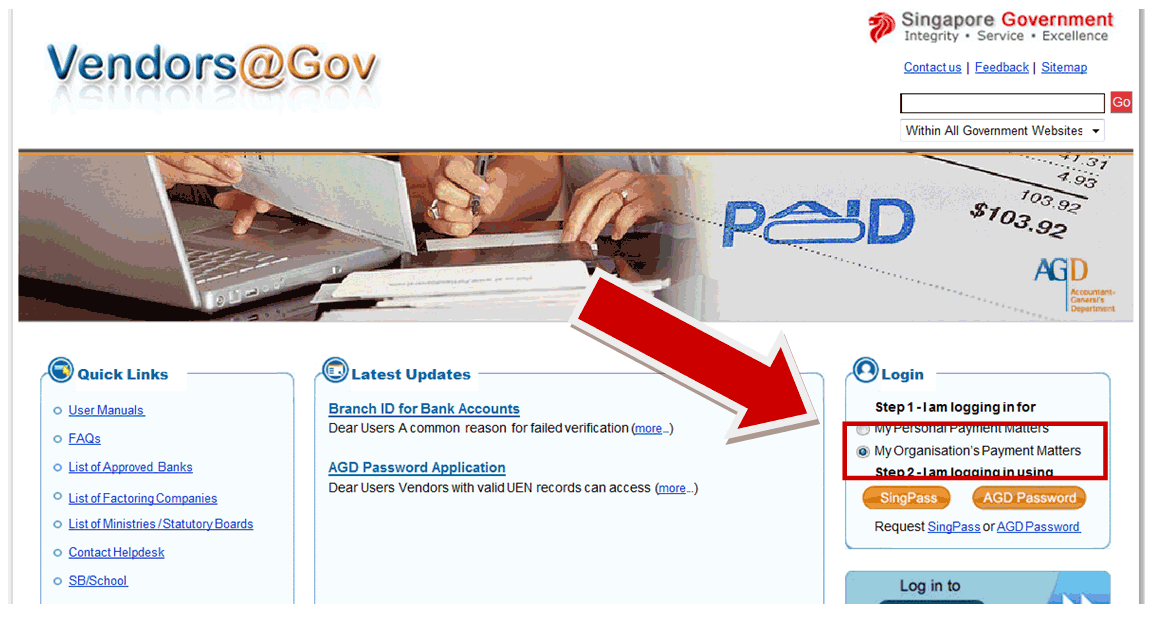 Singapore Government
Integrity • Service • Excellence
Vendors@Gov
Contact us | Feedback | Sitemap
Go
Within All Government Websites
41.31
4.93
103.92
$103.92
PAID
AGD
Accountant-
General's
Department
Quick Links
User Manuals
FAQs
List of Approved Banks
List of Factoring Companies
List of Ministries / Statutory Boards
Contact Helpdesk
SB/School
Latest Updates
Branch ID for Bank Accounts
Dear Users A common reason for failed verification (more...)
AGD Password Application
Dear Users Vendors with valid UEN records can access (more...)
Login
Step 1 - I am logging in for
My Personal Payment Matters
My Organisation's Payment Matters
Step 2 - I am logging in using
SingPass AGD Password
Request SingPass or AGD Password
Log in to